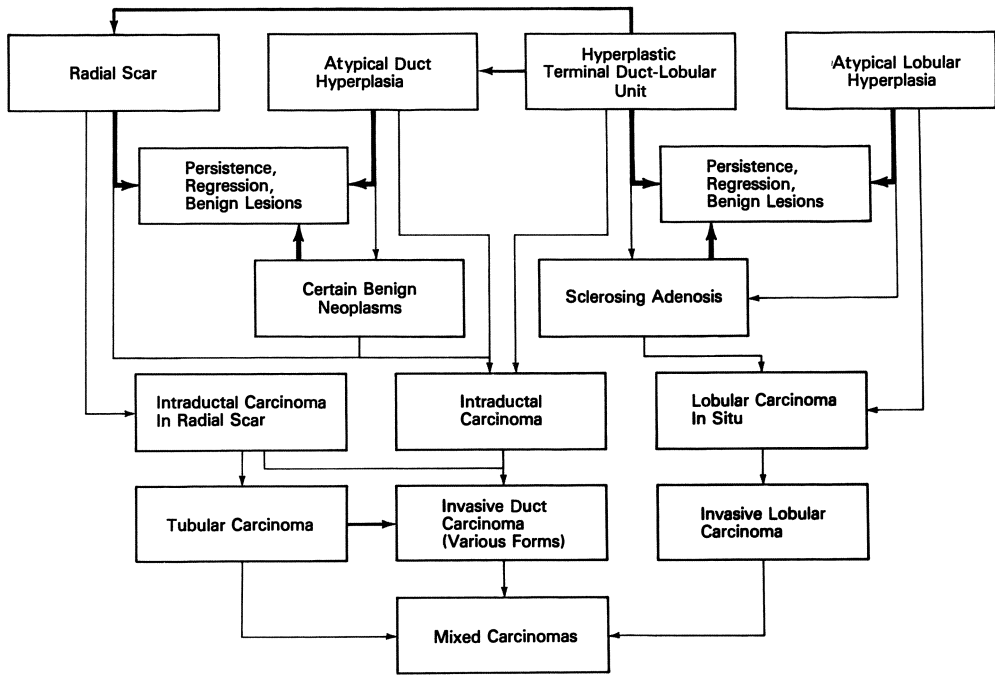 Radial Scar
Atypical Duct
Hyperplasia
Hyperplastic
Terminal Duct-Lobular
Unit
Atypical Lobular
Hyperplasia
Persistence,
Regression,
Benign Lesions
Persistence,
Regression,
Benign Lesions
Certain Benign
Neoplasms
Sclerosing Adenosis
Intraductal Carcinoma
In Radial Scar
Intraductal
Carcinoma
Lobular Carcinoma
In Situ
Tubular Carcinoma
Invasive Duct
Carcinoma
(Various Forms)
Invasive Lobular
Carcinoma
Mixed Carcinomas